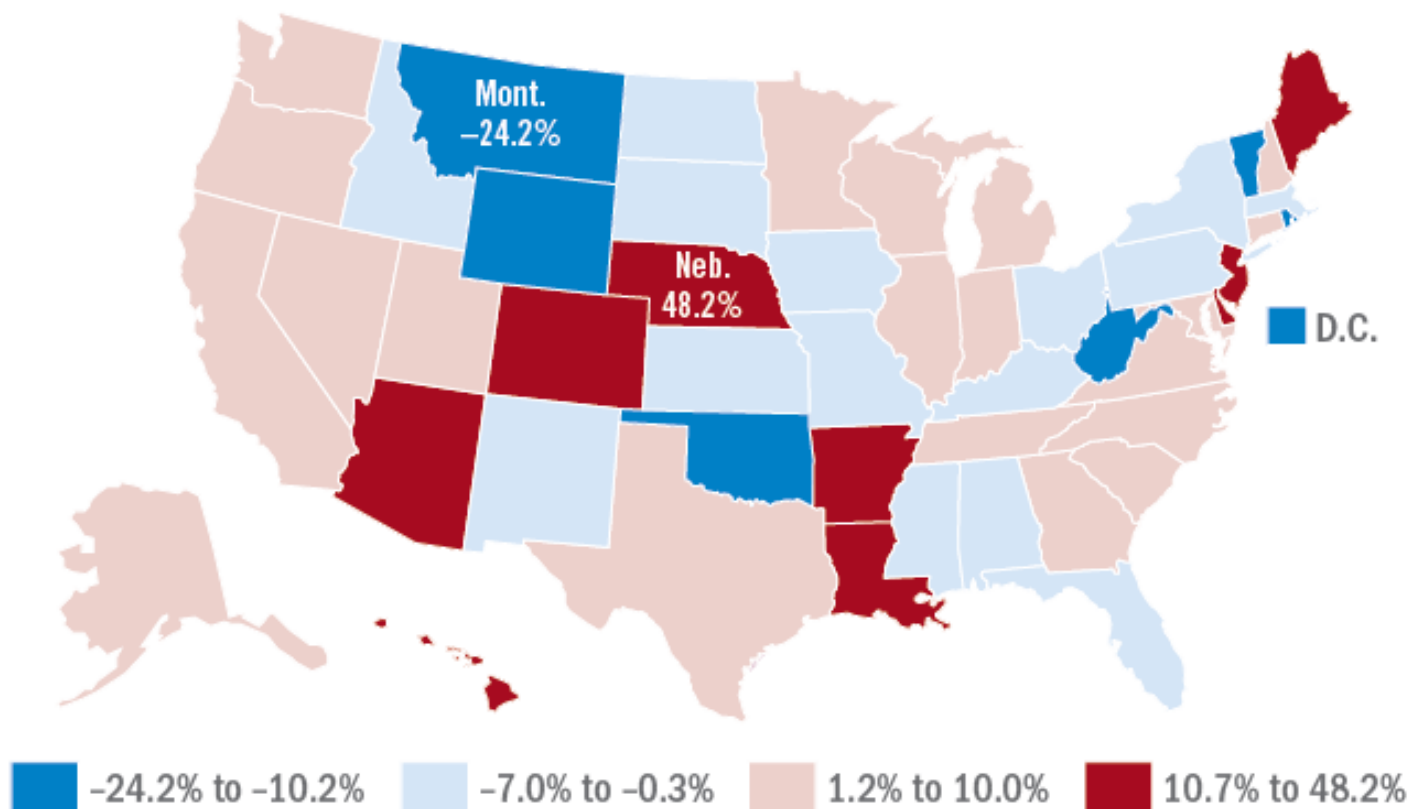 Mont.
–24.2%
Neb.
48.2%
D.C.
–24.2% to –10.2%
–7.0% to –0.3%
1.2% to 10.0%
10.7% to 48.2%